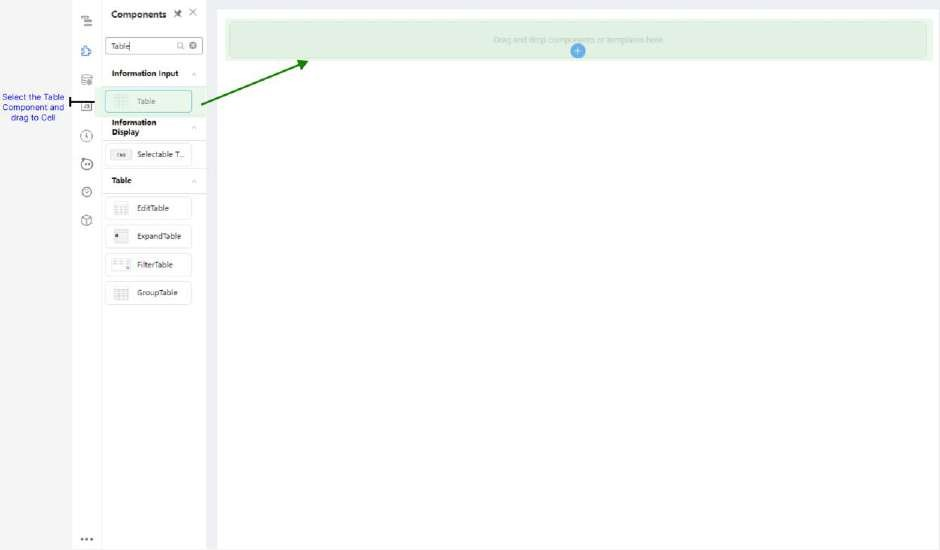 Components
Table
Information Input
Select the Table
Component and
drag to Cell
Table
Information
Display
Selectable T...
Table
EditTable
ExpandTable
FilterTable
GroupTable
Drag and drop components or templates here